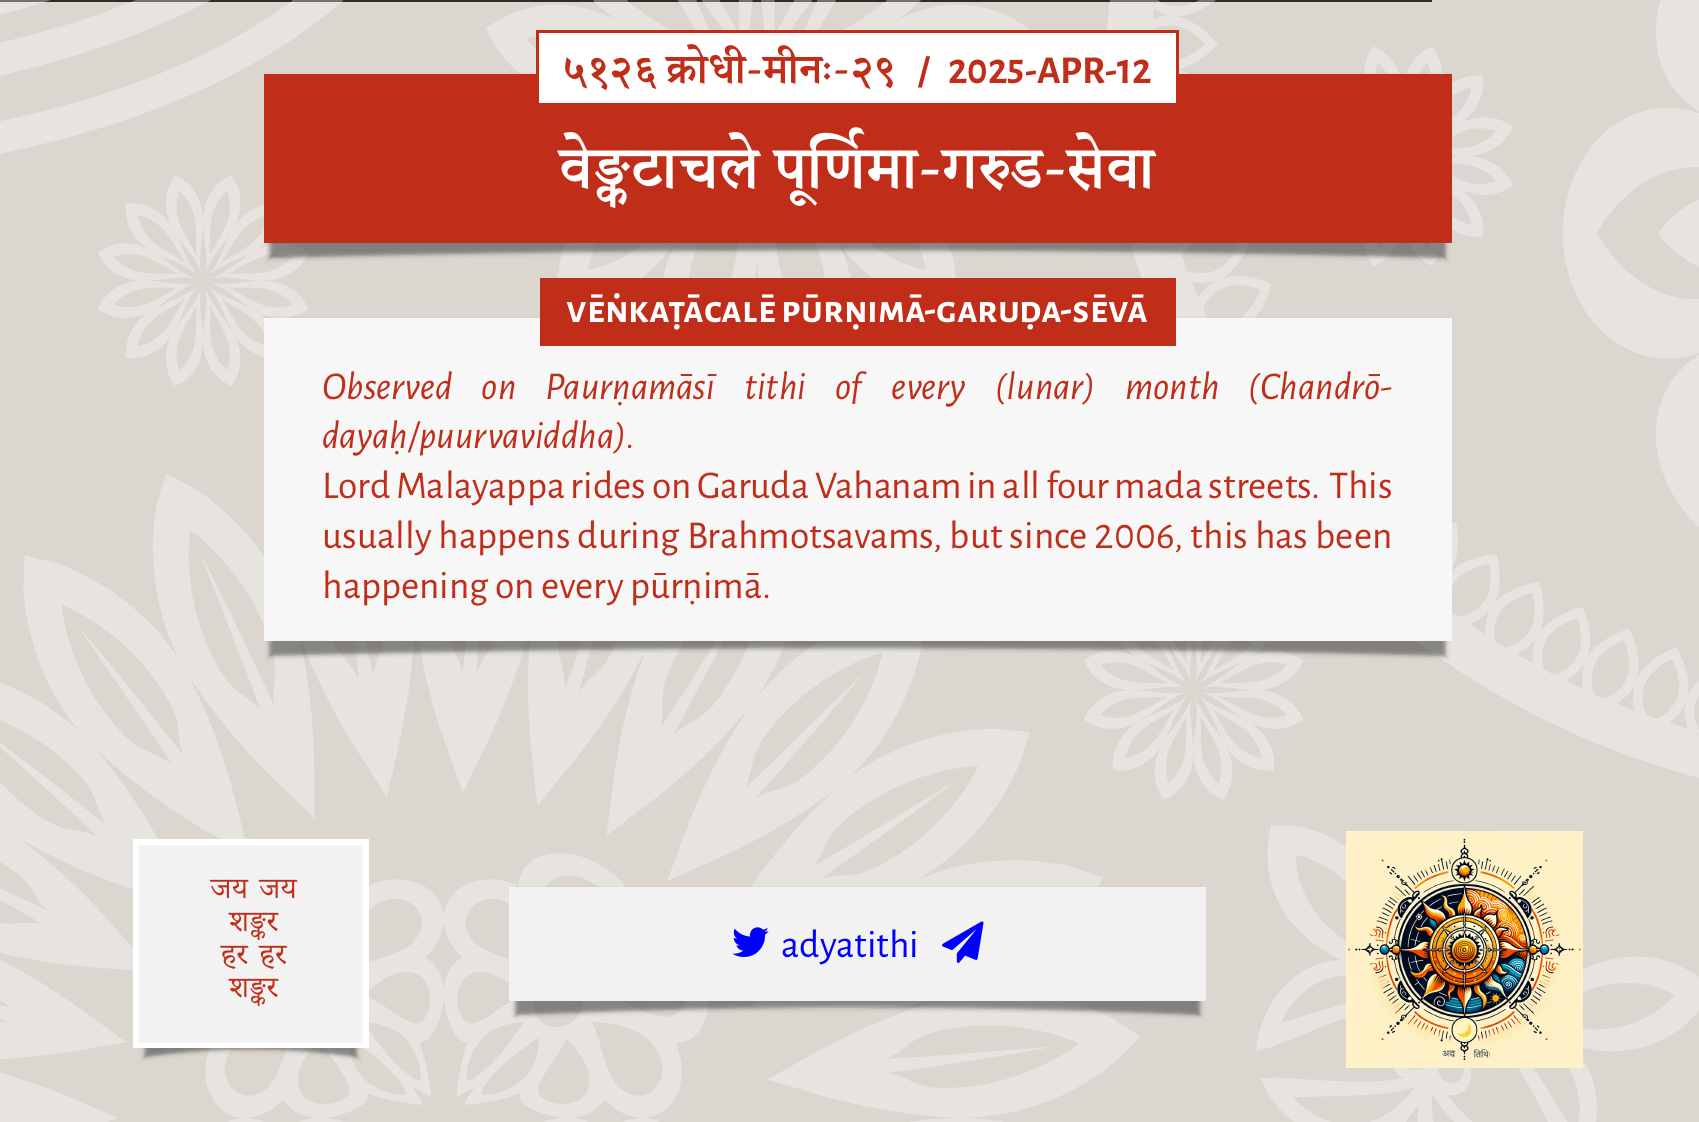 ५१२६ क्रोधी-मीनः-२९ / 2025-APR-12
वेङ्कटाचले पूर्णिमा-गरुड-सेवा
VĒṄKAṬĀCALĒ PŪRṆIMĀ-GARUḌA-SĒVĀ
Observed on Paurṇamāsī tithi of every (lunar) month (Chandrō-
dayaḥ/puurvaviddha).
Lord Malayappa rides on Garuda Vahanam in all four mada streets. This
usually happens during Brahmotsavams, but since 2006, this has been
happening on every pūrṇimā.
जय जय
शङ्कर
हर हर
शङ्कर
adyatithi
अद्य तिथिः